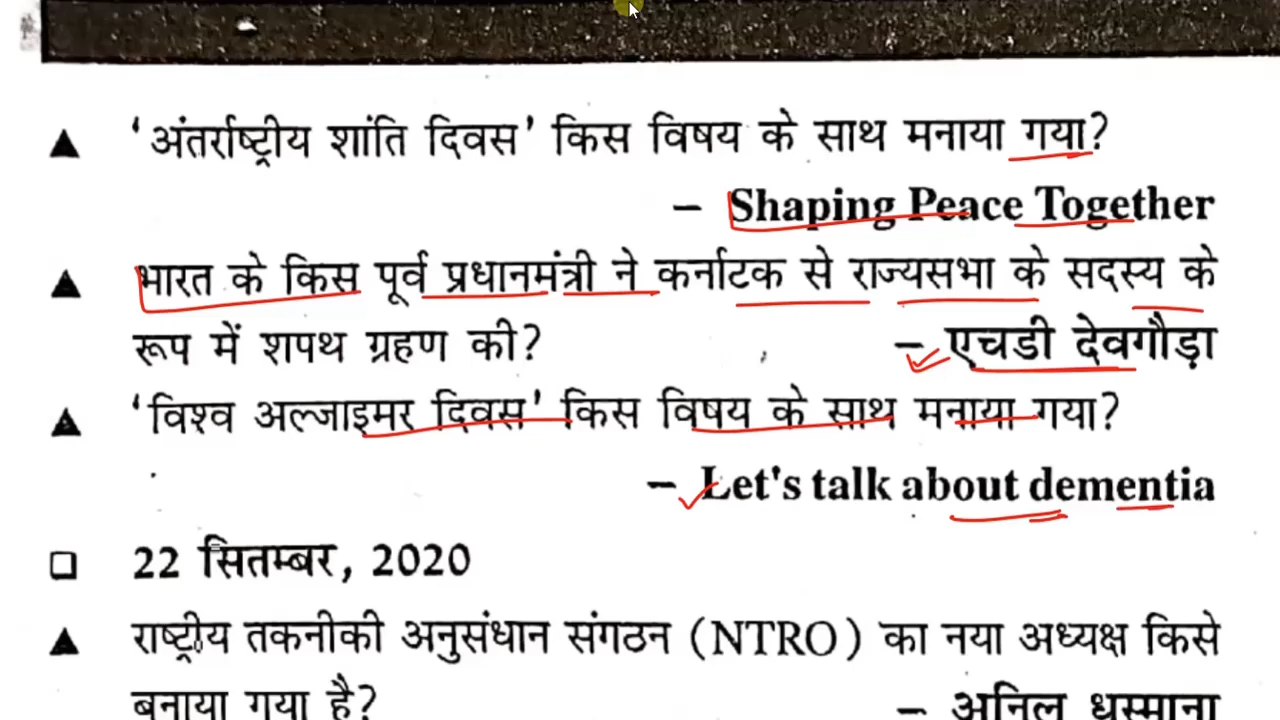 ▲ 'अंतर्राष्ट्रीय शांति दिवस' किस विषय के साथ मनाया गया?
– Shaping Peace Together
▲ भारत के किस पूर्व प्रधानमंत्री ने कर्नाटक से राज्यसभा के सदस्य के
रूप में शपथ ग्रहण की? – एचडी देवगौड़ा
▲ 'विश्व अल्जाइमर दिवस' किस विषय के साथ मनाया गया?
– Let's talk about dementia
❑ 22 सितम्बर, 2020
▲ राष्ट्रीय तकनीकी अनुसंधान संगठन (NTRO) का नया अध्यक्ष किसे
बनाया गया है? – अनिल धस्माना